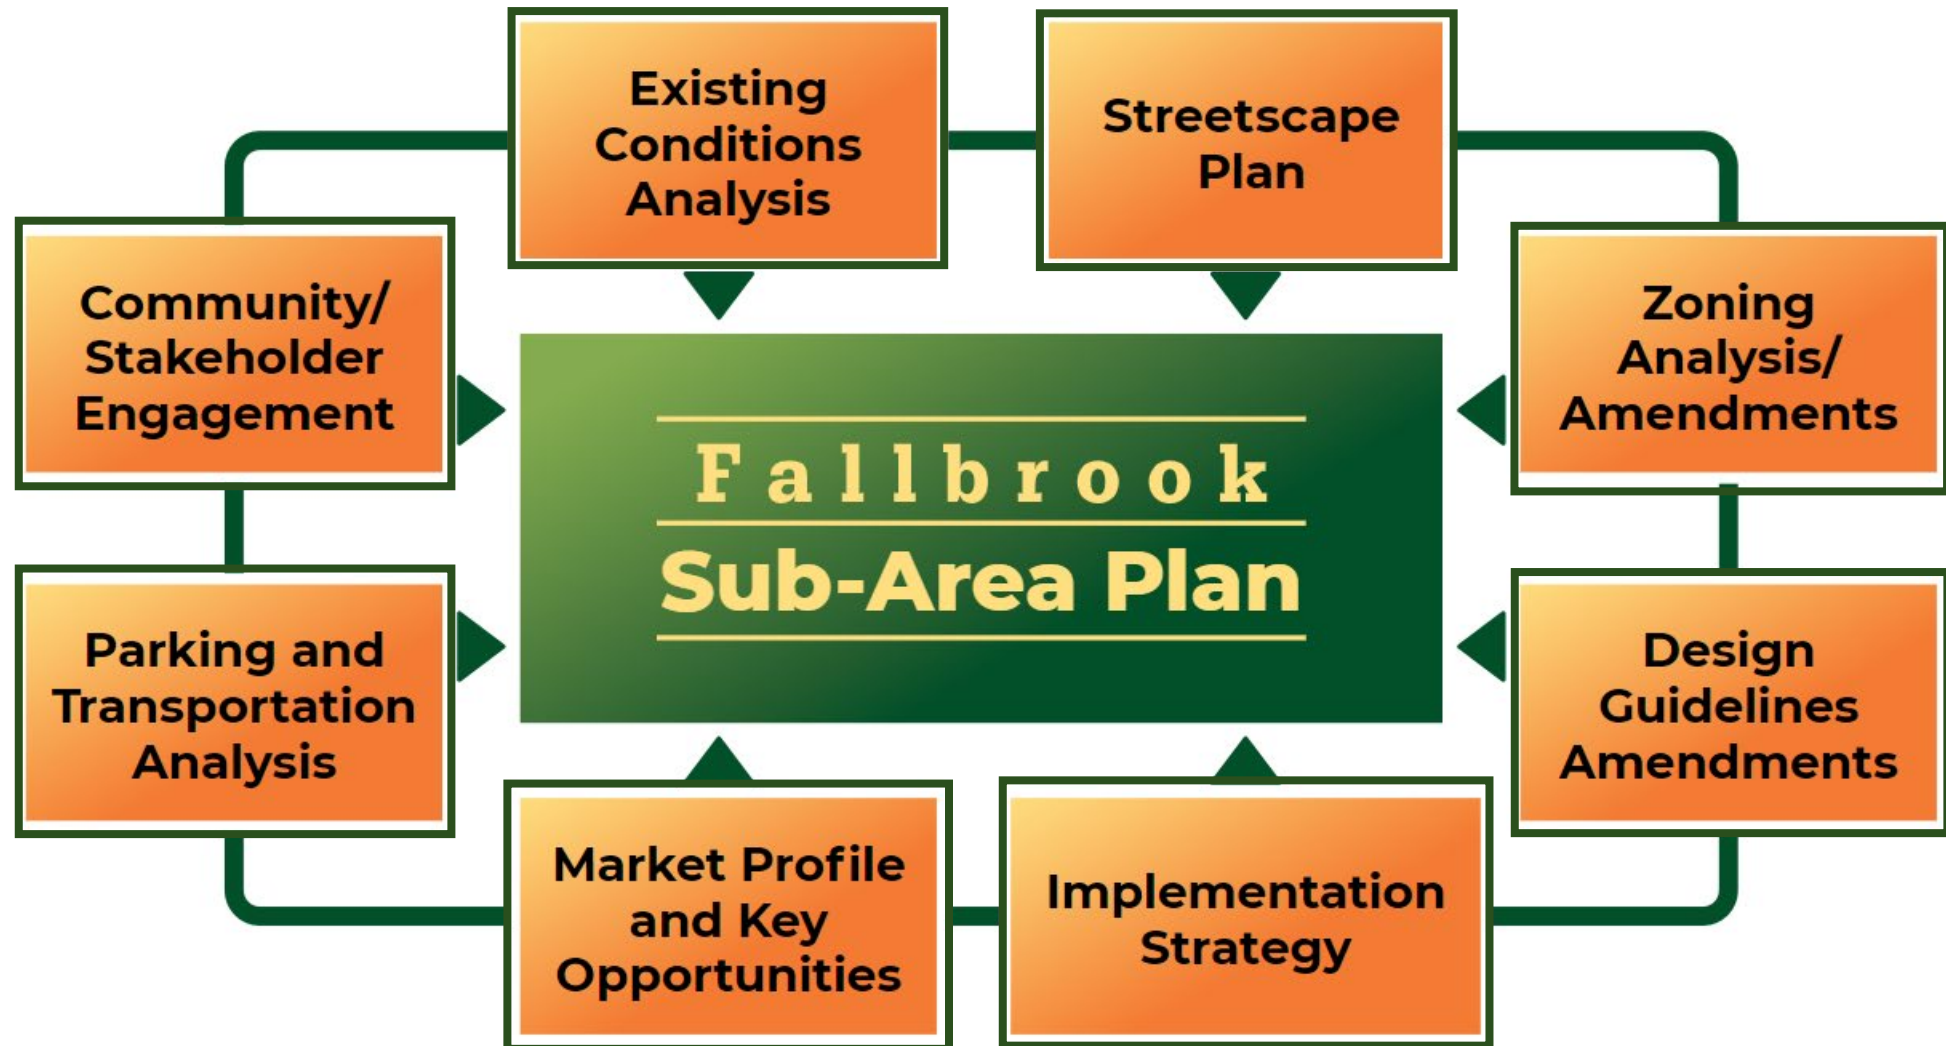 Existing
Conditions
Analysis
Streetscape
Plan
Community/
Stakeholder
Engagement
Zoning
Analysis/
Amendments
Fallbrook
Sub-Area Plan
Parking and
Transportation
Analysis
Design
Guidelines
Amendments
Market Profile
and Key
Opportunities
Implementation
Strategy